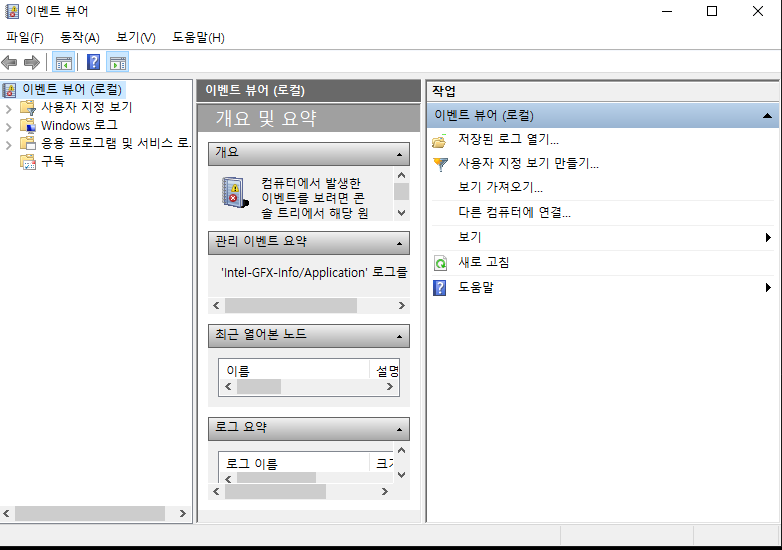 이벤트 뷰어
파일(F) 동작(A) 보기(V) 도움말(H)
이벤트 뷰어 (로컬)
사용자 지정 보기
Windows 로그
응용 프로그램 및 서비스 로.
구독
이벤트 뷰어 (로컬)
개요 및 요약
개요
컴퓨터에서 발생한
이벤트를 보려면 콘
솔 트리에서 해당 원
관리 이벤트 요약
'Intel-GFX-Info/Application' 로그를
최근 열어본 노드
이름 설명
로그 요약
로그 이름 크기
작업
이벤트 뷰어 (로컬)
저장된 로그 열기...
사용자 지정 보기 만들기...
보기 가져오기...
다른 컴퓨터에 연결...
보기
새로 고침
도움말